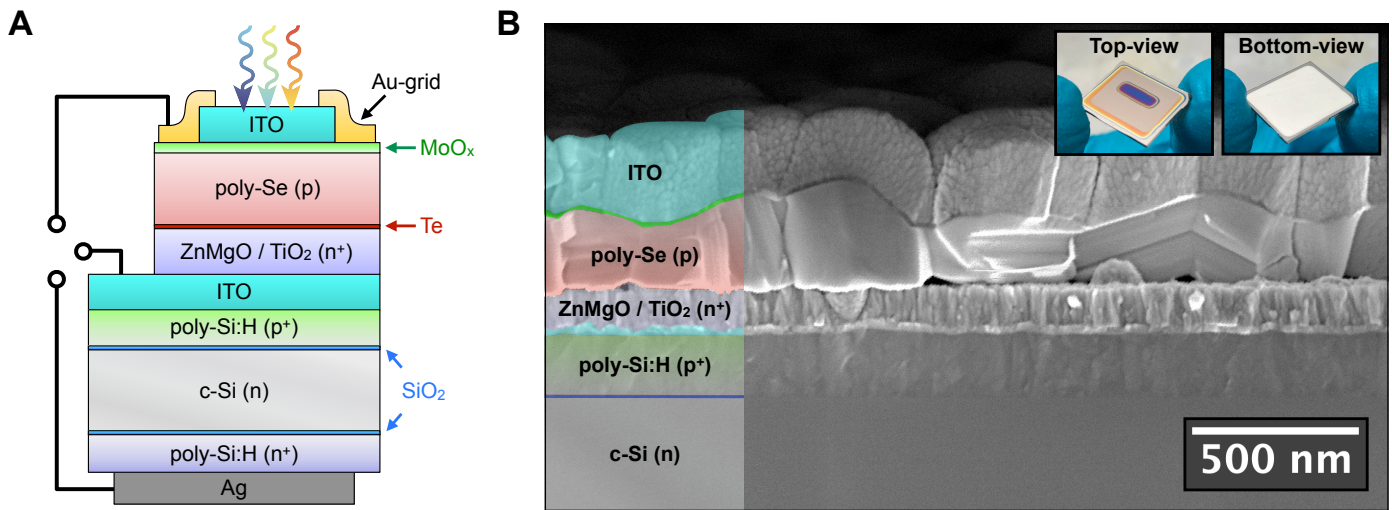 A
Au-grid
ITO
MoOₓ
poly-Se (p)
Te
ZnMgO / TiO₂ (n⁺)
ITO
poly-Si:H (p⁺)
c-Si (n)
SiO₂
poly-Si:H (n⁺)
Ag
B
Top-view
Bottom-view
ITO
poly-Se (p)
ZnMgO / TiO₂ (n⁺)
poly-Si:H (p⁺)
c-Si (n)
500 nm